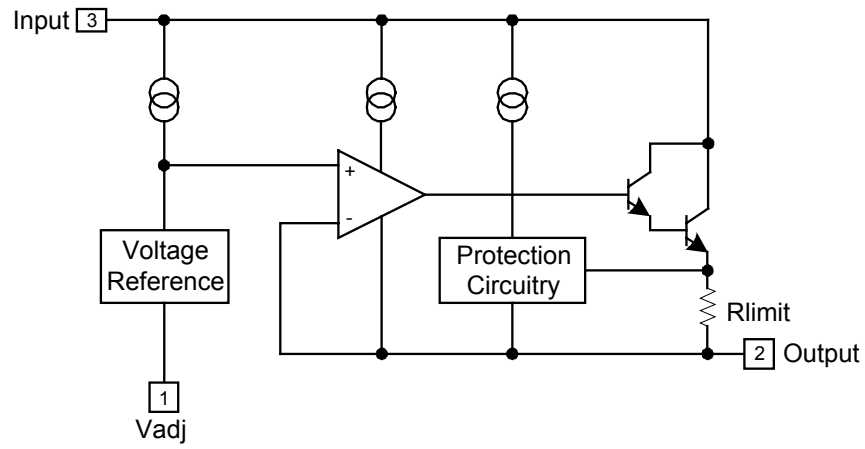 Input 3
+
-
Voltage
Reference
Protection
Circuitry
Rlimit
2 Output
1
Vadj